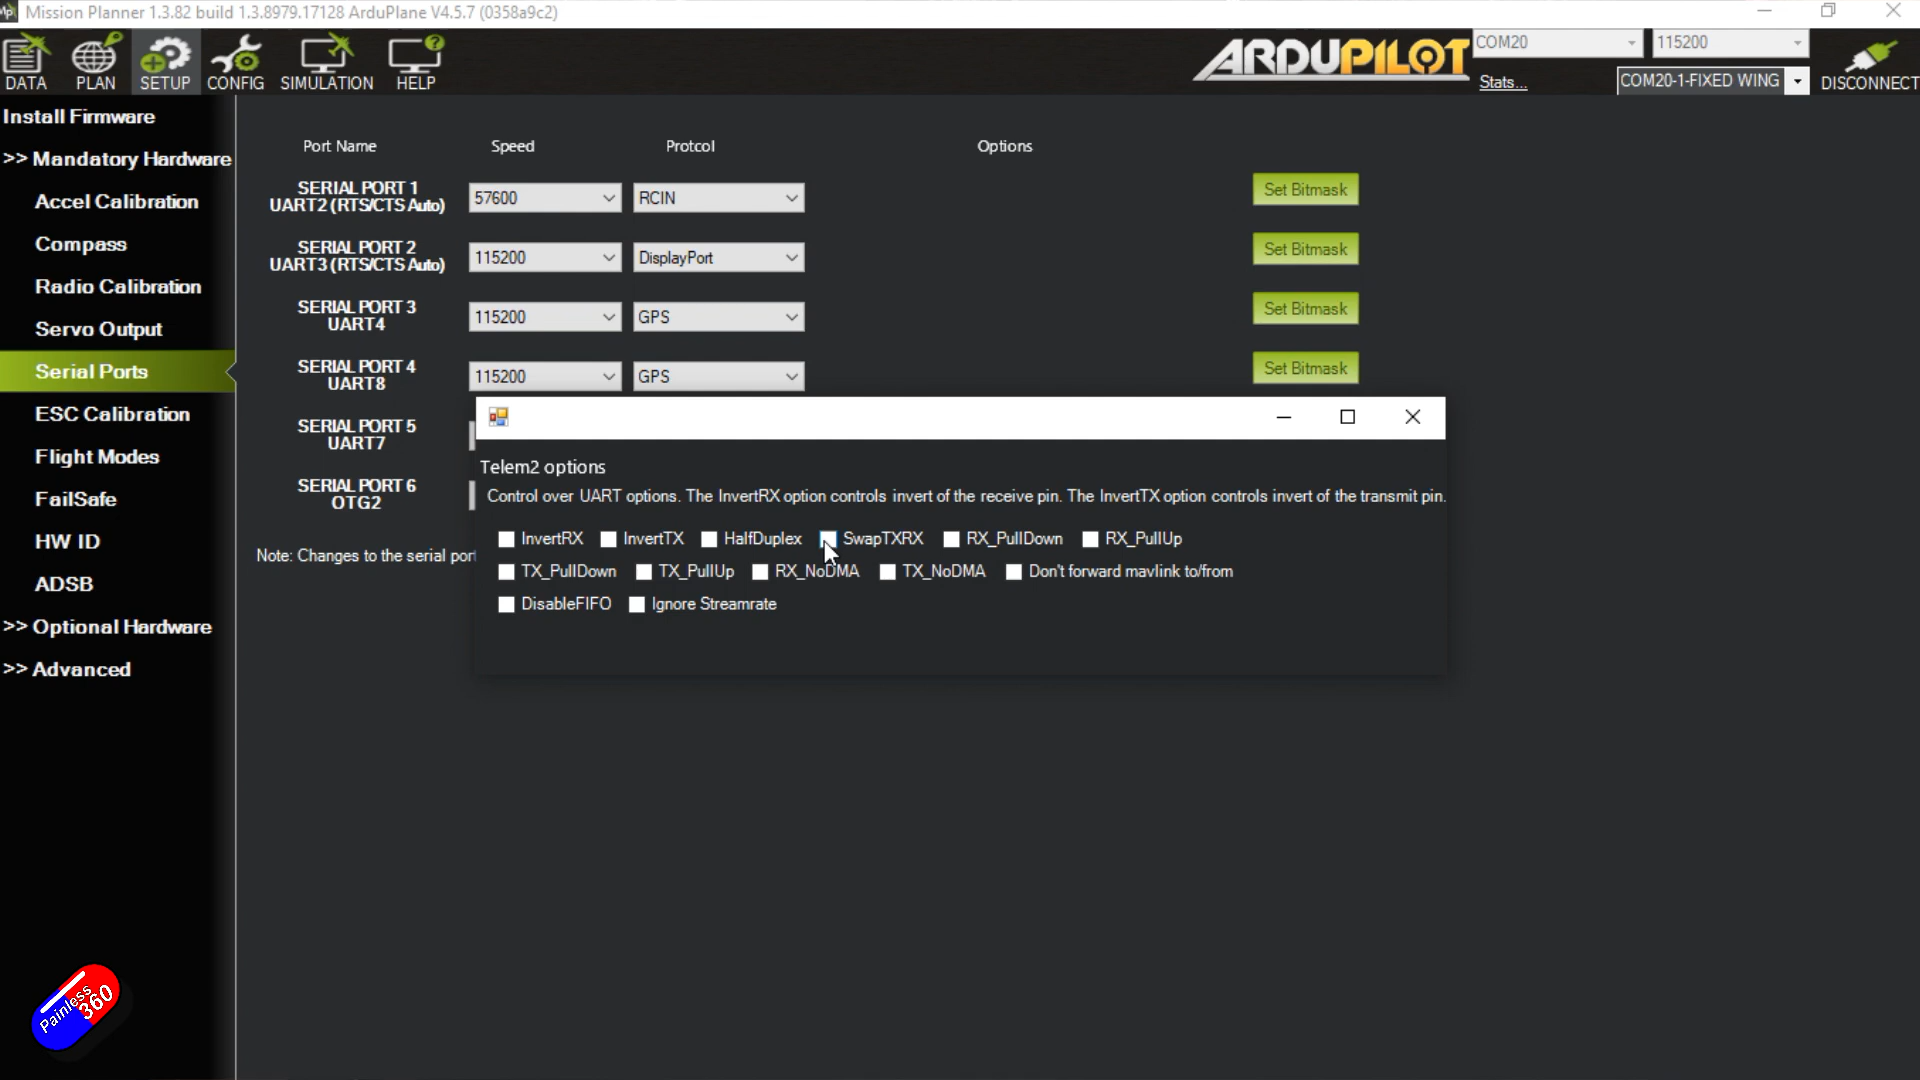 Mission Planner 1.3.82 build 1.3.8979.17128 ArduPlane V4.5.7 (0358a9c2)
DATA PLAN SETUP CONFIG SIMULATION HELP
ARDUPILOT
COM20 115200
Stats... COM20-1-FIXED WING DISCONNECT
Install Firmware
>> Mandatory Hardware
Accel Calibration
Compass
Radio Calibration
Servo Output
Serial Ports
ESC Calibration
Flight Modes
FailSafe
HW ID
ADSB
>> Optional Hardware
>> Advanced
Port Name Speed Protcol Options
SERIAL PORT 1
UART2 (RTS/CTS Auto) 57600 RCIN Set Bitmask
SERIAL PORT 2
UART3 (RTS/CTS Auto) 115200 DisplayPort Set Bitmask
SERIAL PORT 3
UART4 115200 GPS Set Bitmask
SERIAL PORT 4
UART8 115200 GPS Set Bitmask
SERIAL PORT 5
UART7
SERIAL PORT 6
OTG2
Note: Changes to the serial port
Telem2 options
Control over UART options. The InvertRX option controls invert of the receive pin. The InvertTX option controls invert of the transmit pin.
InvertRX InvertTX HalfDuplex SwapTXRX RX_PullDown RX_PullUp
TX_PullDown TX_PullUp RX_NoDMA TX_NoDMA Don't forward mavlink to/from
DisableFIFO Ignore Streamrate
Painless
360